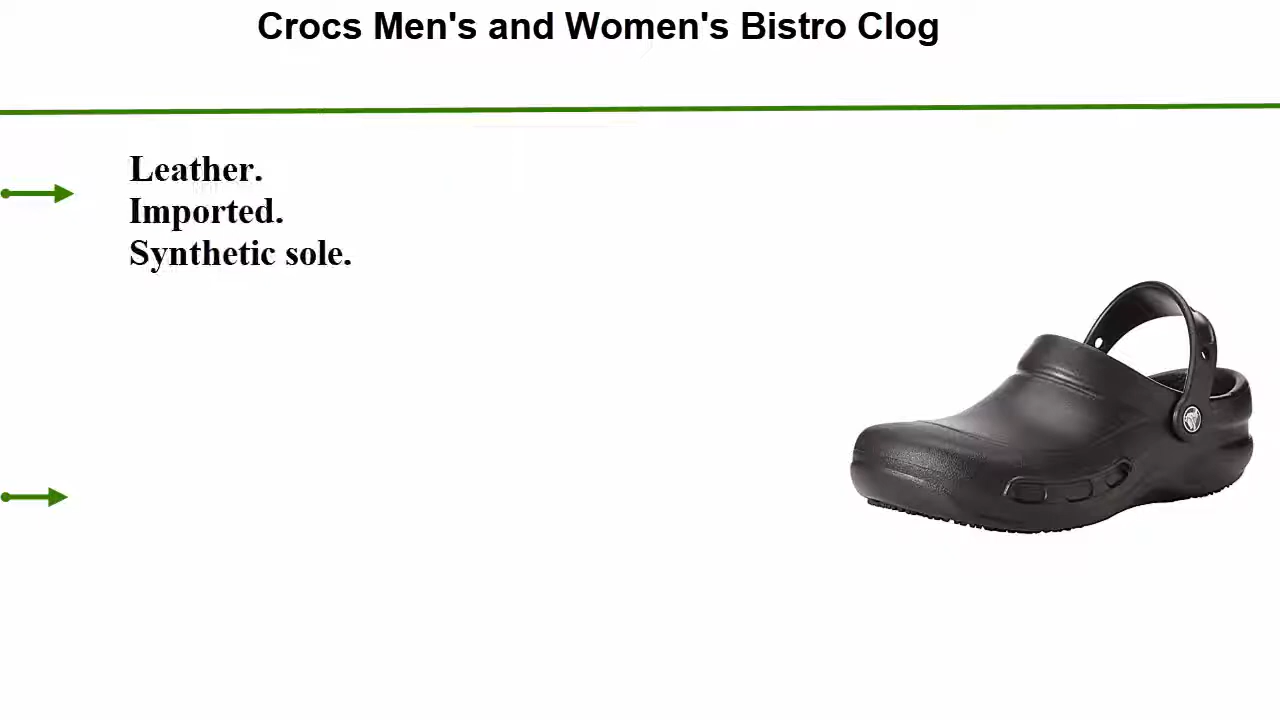 Crocs Men's and Women's Bistro Clog
Leather.
Imported.
Synthetic sole.